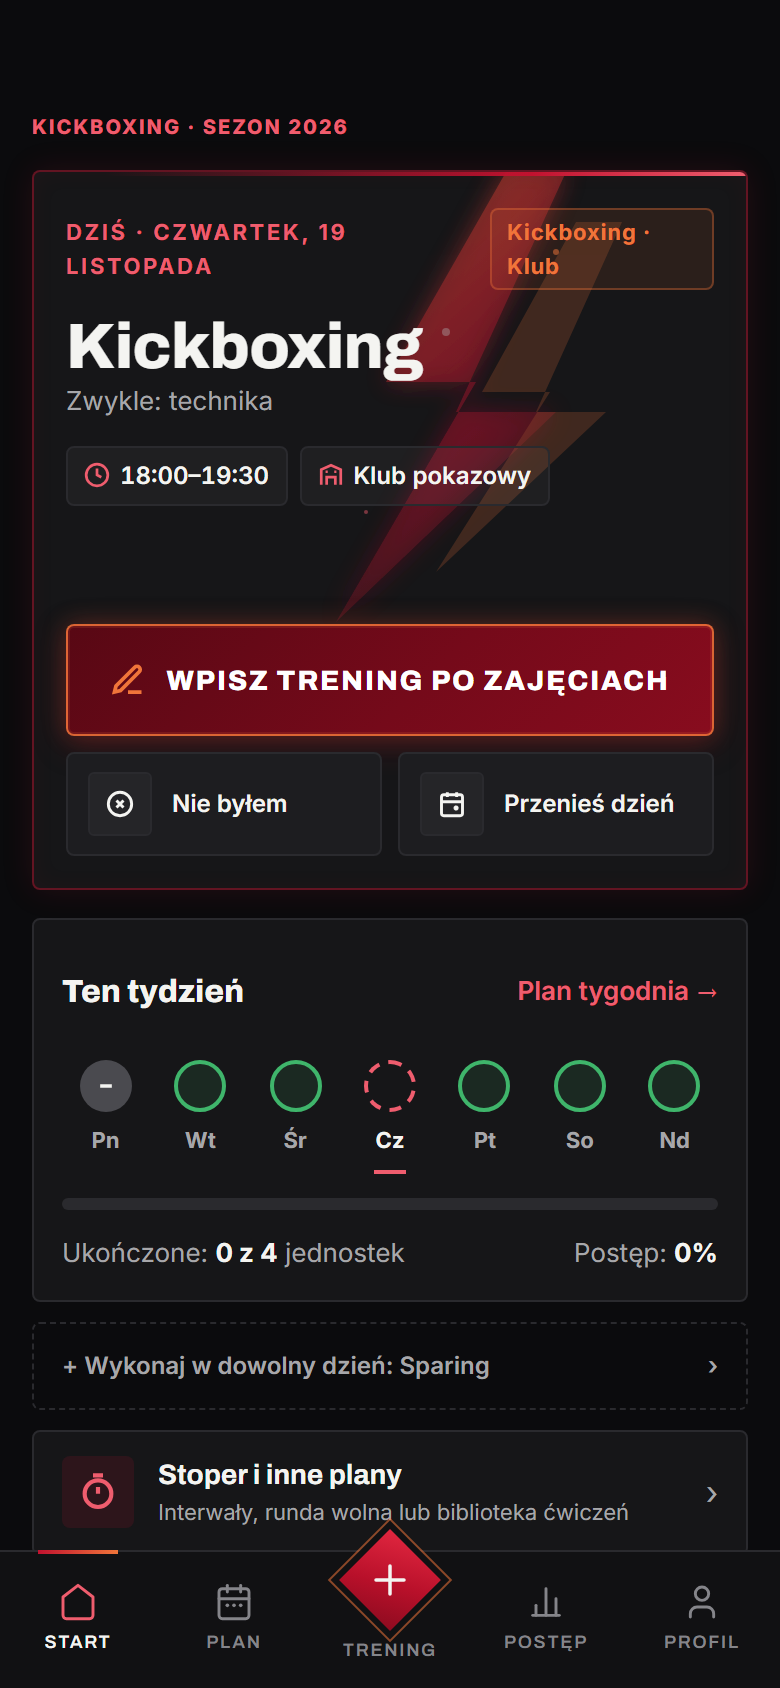 KICKBOXING · SEZON 2026
DZIŚ · CZWARTEK, 19
LISTOPADA
Kickboxing ·
Klub
Kickboxing
Zwykle: technika
18:00–19:30
Klub pokazowy
WPISZ TRENING PO ZAJĘCIACH
Nie byłem
Przenieś dzień
Ten tydzień
Plan tygodnia →
Pn
Wt
Śr
Cz
Pt
So
Nd
Ukończone: 0 z 4 jednostek
Postęp: 0%
+ Wykonaj w dowolny dzień: Sparing ›
Stoper i inne plany
Interwały, runda wolna lub biblioteka ćwiczeń ›
START
PLAN
TRENING
POSTĘP
PROFIL